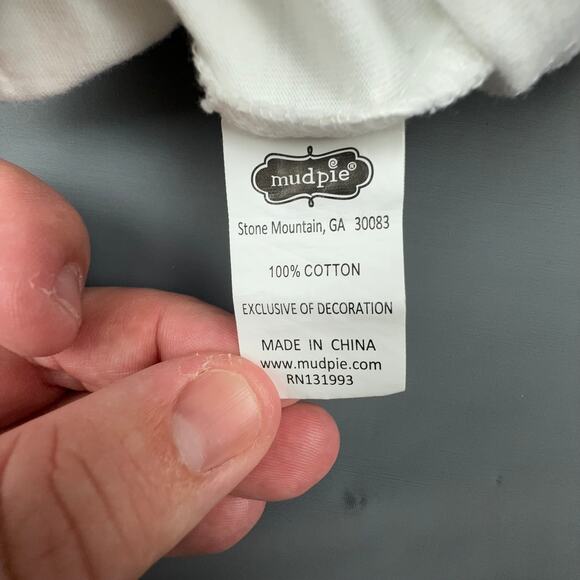 mudpie®
Stone Mountain, GA 30083
100% COTTON
EXCLUSIVE OF DECORATION
MADE IN CHINA
www.mudpie.com
RN131993